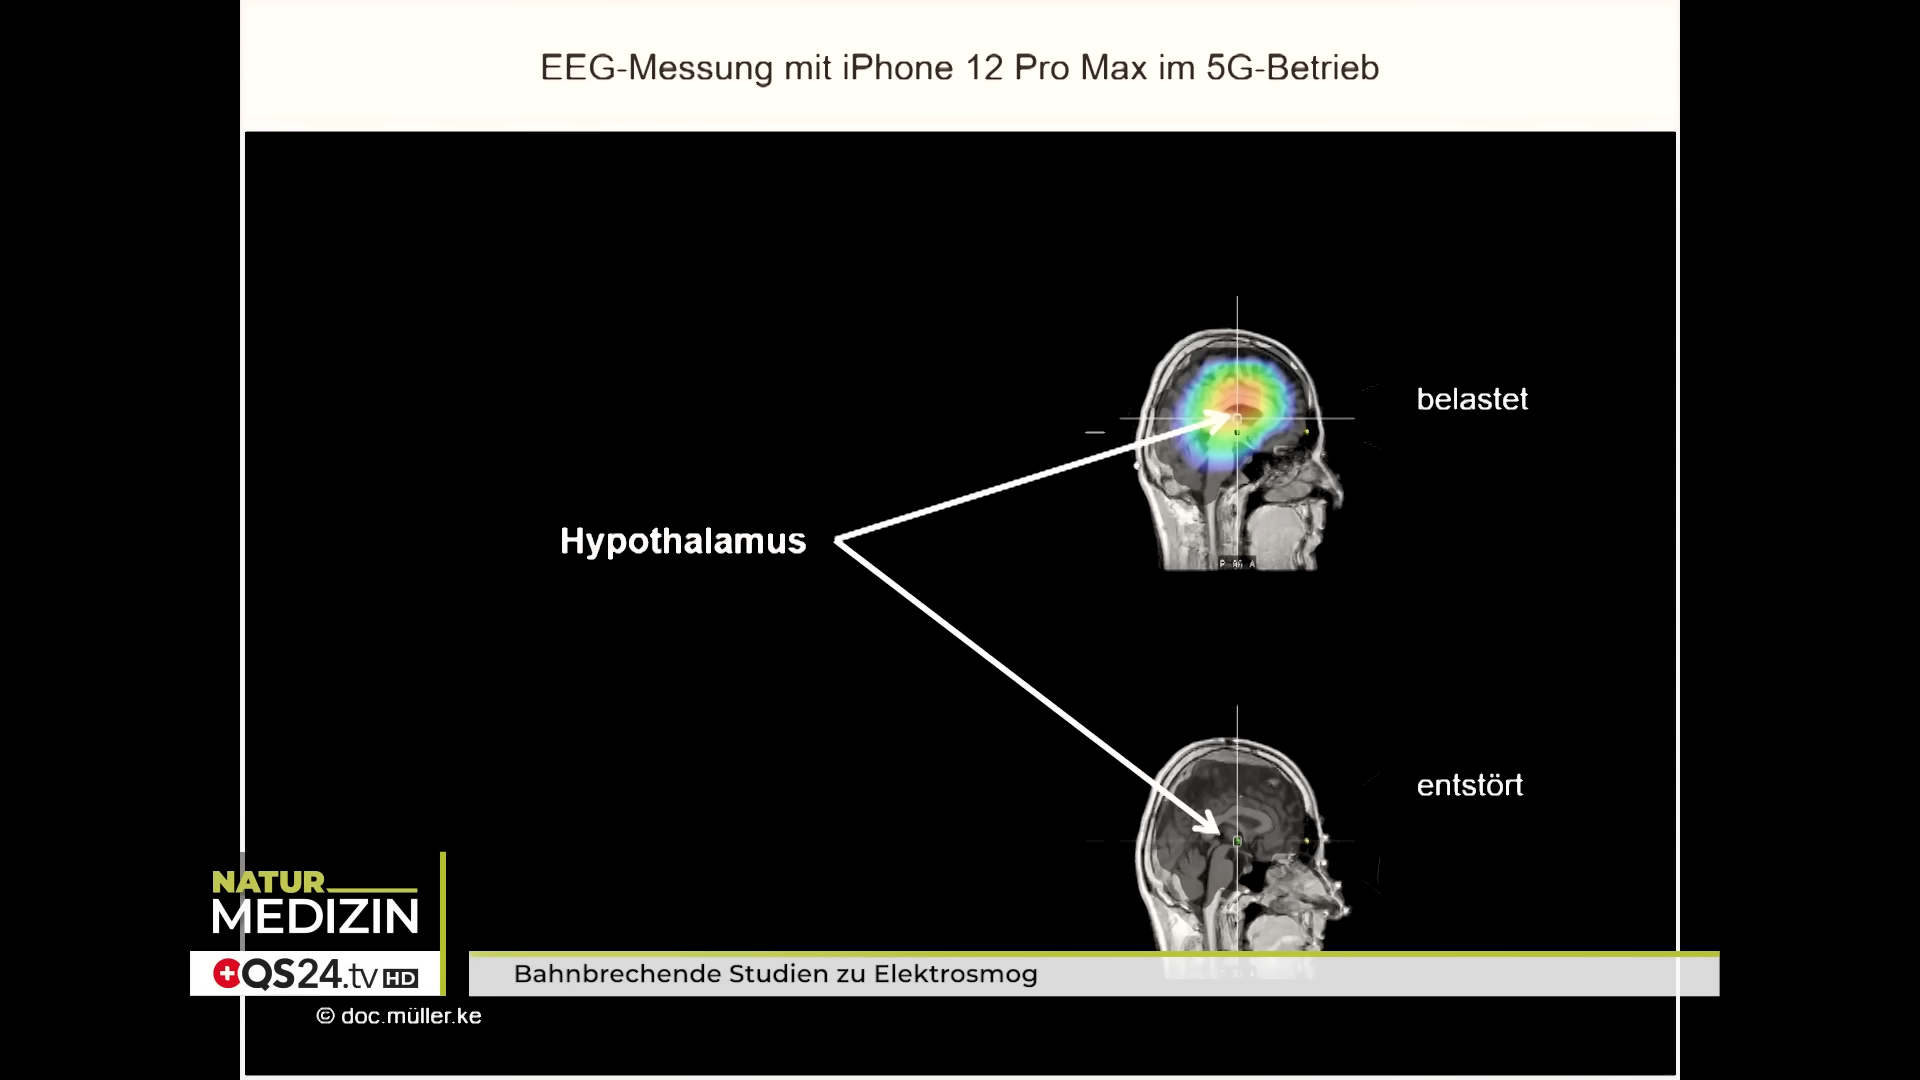 EEG-Messung mit iPhone 12 Pro Max im 5G-Betrieb
belastet
Hypothalamus
entstört
NATUR
MEDIZIN
QS24.tv HD
Bahnbrechende Studien zu Elektrosmog
© doc.müller.ke